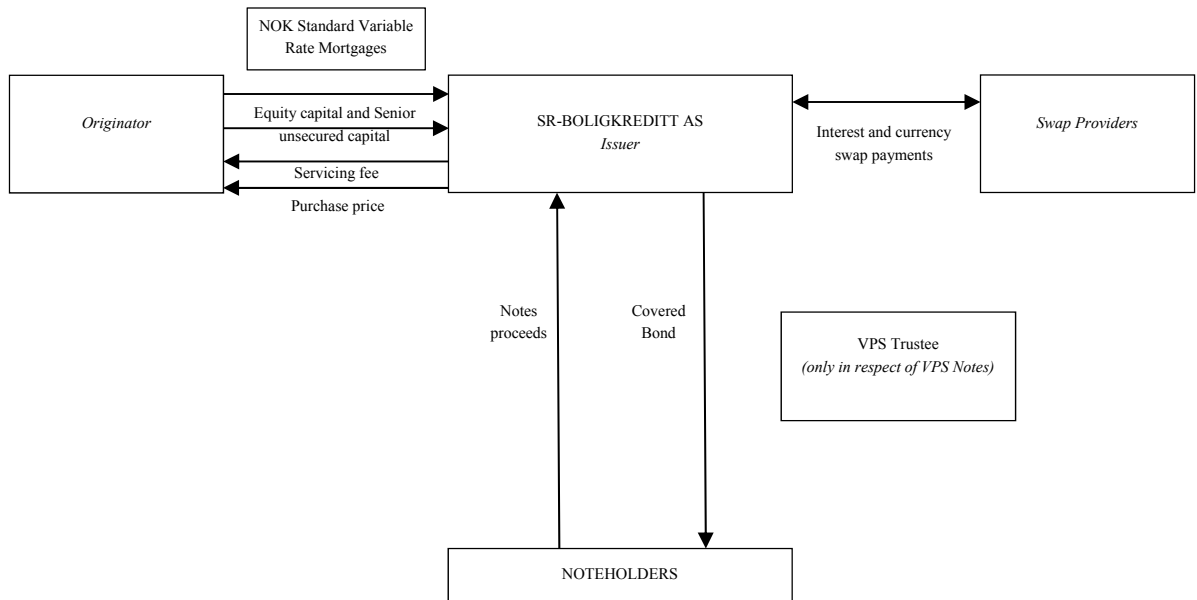 NOK Standard Variable
Rate Mortgages
Originator
Equity capital and Senior
unsecured capital
Servicing fee
Purchase price
SR-BOLIGKREDITT AS
Issuer
Interest and currency
swap payments
Swap Providers
Notes
proceeds
Covered
Bond
VPS Trustee
(only in respect of VPS Notes)
NOTEHOLDERS